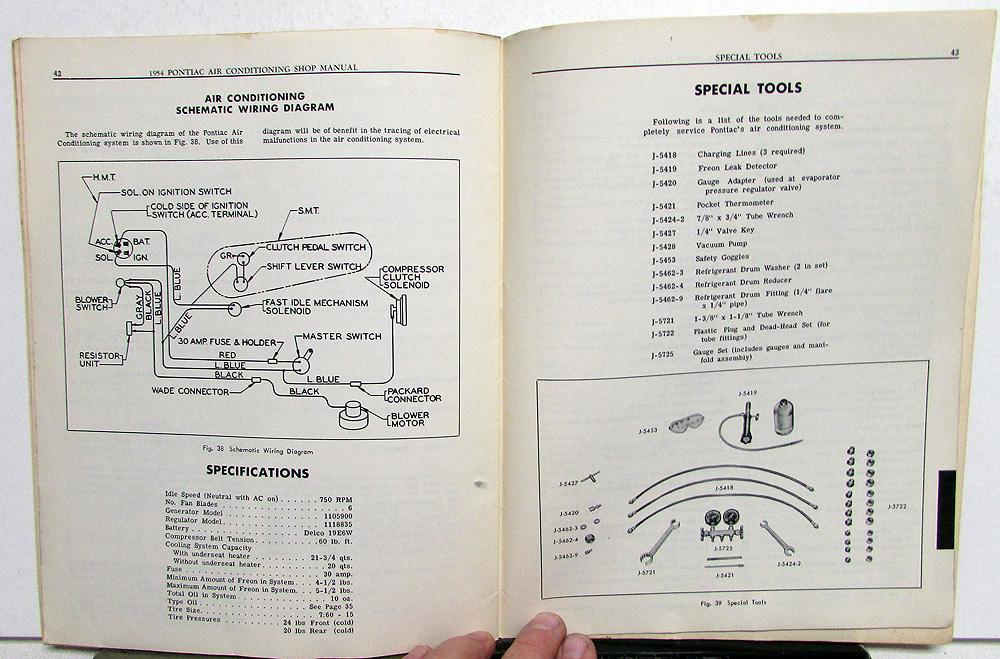 42
1954 PONTIAC AIR CONDITIONING SHOP MANUAL
AIR CONDITIONING
SCHEMATIC WIRING DIAGRAM
The schematic wiring diagram of the Pontiac Air
Conditioning system is shown in Fig. 38. Use of this
diagram will be of benefit in the tracing of electrical
malfunctions in the air conditioning system.
H.M.T.
SOL. ON IGNITION SWITCH
COLD SIDE OF IGNITION
SWITCH (ACC. TERMINAL)
S.M.T.
ACC.
BAT.
SOL.
IGN.
GR.
CLUTCH PEDAL SWITCH
SHIFT LEVER SWITCH
COMPRESSOR
CLUTCH
SOLENOID
L. BLUE
BLOWER
SWITCH
GRAY
BLACK
L. BLUE
L. BLUE
FAST IDLE MECHANISM
SOLENOID
30 AMP. FUSE & HOLDER
MASTER SWITCH
RESISTOR
UNIT
RED
L. BLUE
BLACK
L. BLUE
WADE CONNECTOR
BLACK
PACKARD
CONNECTOR
BLOWER
MOTOR
Fig. 38 Schematic Wiring Diagram
SPECIFICATIONS
Idle Speed (Neutral with AC on) . . . . . . 750 RPM
No. Fan Blades . . . . . . . . . . . . . . . . 6
Generator Model . . . . . . . . . . . . . 1105900
Regulator Model . . . . . . . . . . . . . 1118835
Battery . . . . . . . . . . . . . . . Delco 19E6W
Compressor Belt Tension . . . . . . . . 60 lb. ft.
Cooling System Capacity
With underseat heater . . . . . . . . 21-3/4 qts.
Without underseat heater . . . . . . . . 20 qts.
Fuse . . . . . . . . . . . . . . . . . . 30 amp.
Minimum Amount of Freon in System . . . 4-1/2 lbs.
Maximum Amount of Freon in System . . . 5-1/2 lbs.
Total Oil in System . . . . . . . . . . . . 10 oz.
Type Oil . . . . . . . . . . . . . . See Page 35
Tire Size . . . . . . . . . . . . . . . 7:60 - 15
Tire Pressures . . . . . . . . 24 lbs Front (cold)
20 lbs Rear (cold)
SPECIAL TOOLS
43
SPECIAL TOOLS
Following is a list of the tools needed to com-
pletely service Pontiac's air conditioning system.
J-5418 Charging Lines (3 required)
J-5419 Freon Leak Detector
J-5420 Gauge Adapter (used at evaporator
pressure regulator valve)
J-5421 Pocket Thermometer
J-5424-2 7/8" x 3/4" Tube Wrench
J-5427 1/4" Valve Key
J-5428 Vacuum Pump
J-5453 Safety Goggles
J-5462-3 Refrigerant Drum Washer (2 in set)
J-5462-4 Refrigerant Drum Reducer
J-5462-9 Refrigerant Drum Fitting (1/4" flare
x 1/4" pipe)
J-5721 1-3/8" x 1-1/8" Tube Wrench
J-5722 Plastic Plug and Dead-Head Set (for
tube fittings)
J-5725 Gauge Set (includes gauges and mani-
fold assembly)
J-5419
J-5453
J-5427
J-5418
J-5420
J-5462-3
J-5462-4
J-5462-9
J-5722
J-5725
J-5721
J-5421
J-5424-2
Fig. 39 Special Tools